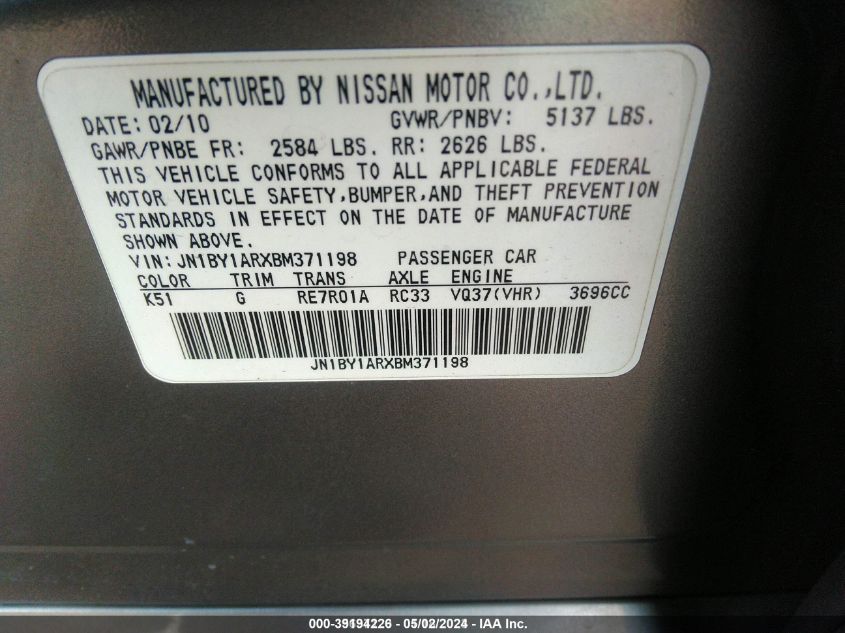 MANUFACTURED BY NISSAN MOTOR CO.,LTD.
DATE: 02/10 GVWR/PNBV: 5137 LBS.
GAWR/PNBE FR: 2584 LBS. RR: 2626 LBS.
THIS VEHICLE CONFORMS TO ALL APPLICABLE FEDERAL
MOTOR VEHICLE SAFETY,BUMPER,AND THEFT PREVENTION
STANDARDS IN EFFECT ON THE DATE OF MANUFACTURE
SHOWN ABOVE.
VIN: JN1BY1ARXBM371198 PASSENGER CAR
COLOR TRIM TRANS AXLE ENGINE
K51 G RE7R01A RC33 VQ37(VHR) 3696CC
JN1BY1ARXBM371198
000-39194226 - 05/02/2024 - IAA Inc.